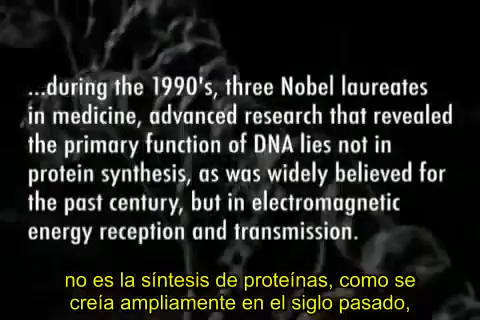 ...during the 1990's, three Nobel laureates
in medicine, advanced research that revealed
the primary function of DNA lies not in
protein synthesis, as was widely believed for
the past century, but in electromagnetic
energy reception and transmission.
no es la síntesis de proteínas, como se
creía ampliamente en el siglo pasado,